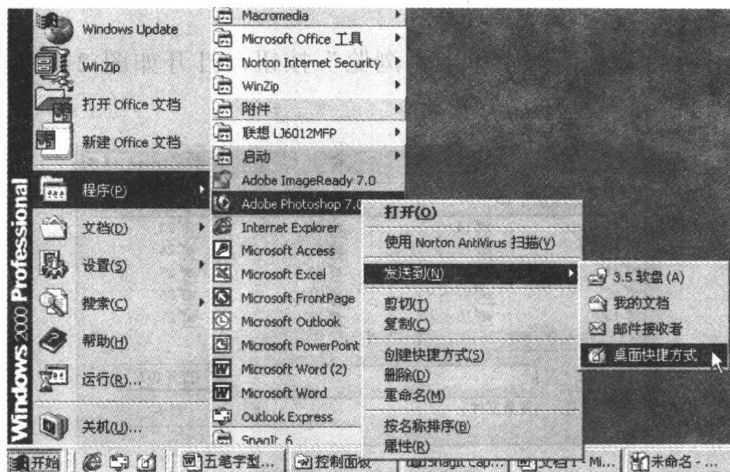 Windows Update
WinZip
打开 Office 文档
新建 Office 文档
程序(P)
文档(D)
设置(S)
搜索(C)
帮助(H)
运行(R)...
关机(U)...
Windows 2000 Professional
Macromedia
Microsoft Office 工具
Norton Internet Security
WinZip
附件
联想 LJ6012MFP
启动
Adobe ImageReady 7.0
Adobe Photoshop 7.0
Internet Explorer
Microsoft Access
Microsoft Excel
Microsoft FrontPage
Microsoft Outlook
Microsoft PowerPoint
Microsoft Word (2)
Microsoft Word
Outlook Express
SnagIt 6
打开(O)
使用 Norton AntiVirus 扫描(V)
发送到(N)
剪切(T)
复制(C)
创建快捷方式(S)
删除(D)
重命名(M)
按名称排序(B)
属性(R)
3.5 软盘 (A)
我的文档
邮件接收者
桌面快捷方式
开始
五笔字型...
控制面板
SnagIt Cap...
文档 1 - Mi...
未命名 - ...